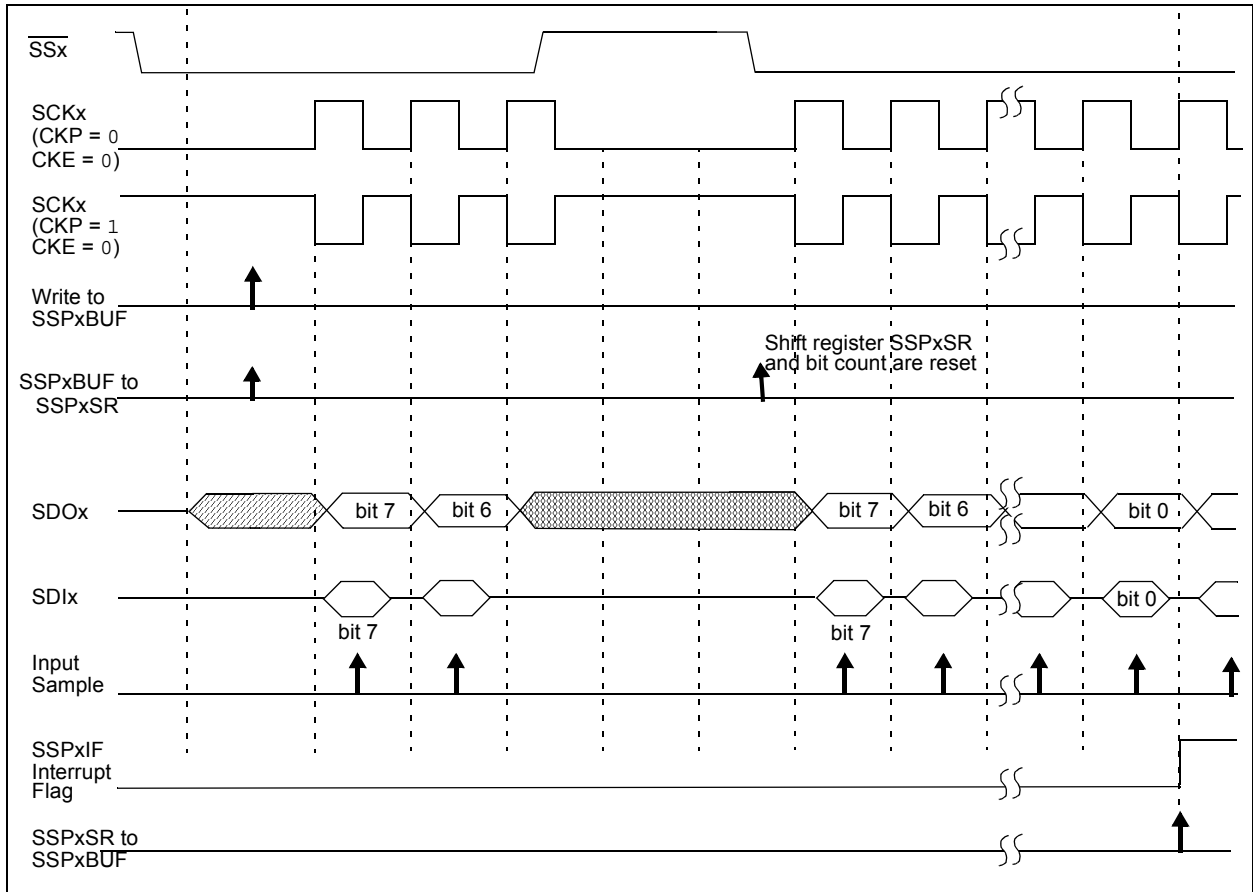 SSx
SCKx
(CKP = 0
CKE = 0)
SCKx
(CKP = 1
CKE = 0)
Write to
SSPxBUF
Shift register SSPxSR
and bit count are reset
SSPxBUF to
SSPxSR
SDOx
bit 7
bit 6
bit 7
bit 6
bit 0
SDIx
bit 0
bit 7
bit 7
Input
Sample
SSPxIF
Interrupt
Flag
SSPxSR to
SSPxBUF